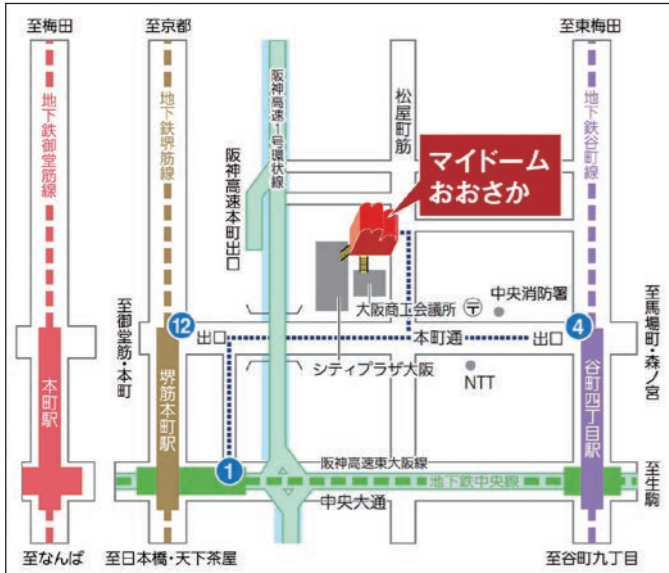 至梅田
至京都
至東梅田
地下鉄御堂筋線
地下鉄堺筋線
阪神高速1号環状線
松屋町筋
地下鉄谷町線
阪神高速本町出口
マイドーム
おおさか
大阪商工会議所
〒
中央消防署
至御堂筋・本町
12
出口
本町通
出口
4
至馬場町・森ノ宮
シティプラザ大阪
NTT
本町駅
堺筋本町駅
谷町四丁目駅
1
阪神高速東大阪線
地下鉄中央線
至生駒
中央大通
至なんば
至日本橋・天下茶屋
至谷町九丁目